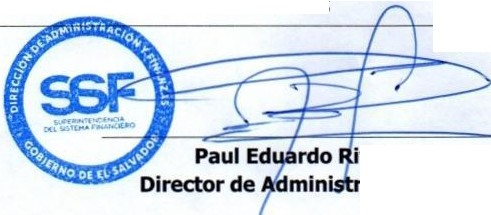 DIRECCIÓN DE ADMINISTRACIÓN Y FINANZAS
SSF
SUPERINTENDENCIA
DEL SISTEMA FINANCIERO
GOBIERNO DE EL SALVADOR
Paul Eduardo Ri
Director de Administr